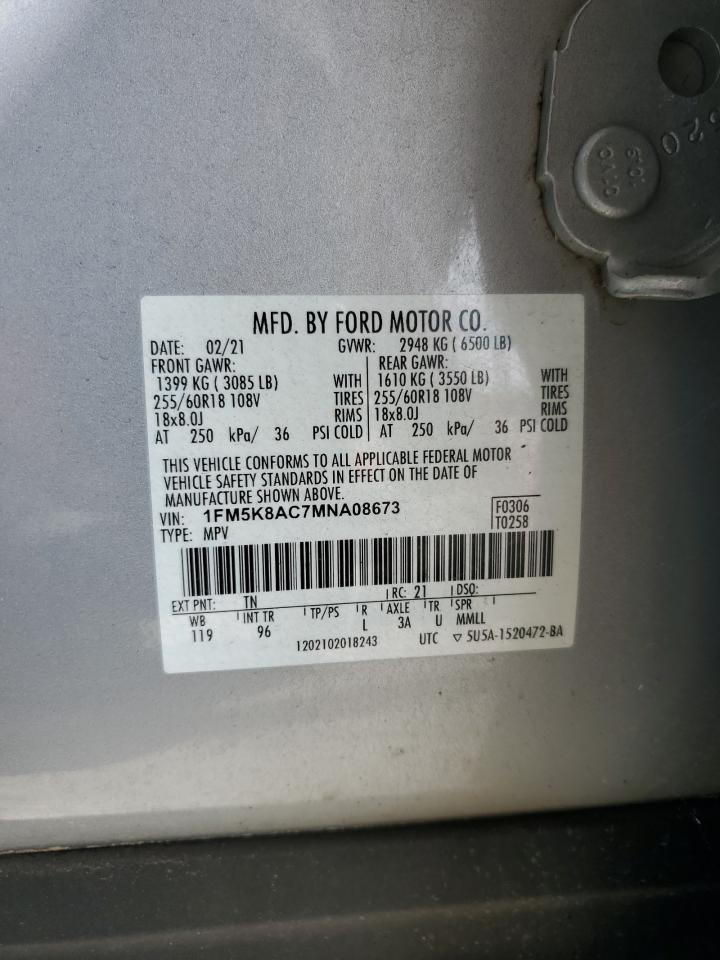 MFD. BY FORD MOTOR CO.
DATE: 02/21 GVWR: 2948 KG ( 6500 LB)
FRONT GAWR: REAR GAWR:
1399 KG ( 3085 LB) WITH 1610 KG ( 3550 LB) WITH
255/60R18 108V TIRES 255/60R18 108V TIRES
18x8.0J RIMS 18x8.0J RIMS
AT 250 kPa/ 36 PSI COLD AT 250 kPa/ 36 PSI COLD
THIS VEHICLE CONFORMS TO ALL APPLICABLE FEDERAL MOTOR
VEHICLE SAFETY STANDARDS IN EFFECT ON THE DATE OF
MANUFACTURE SHOWN ABOVE.
VIN: 1FM5K8AC7MNA08673 F0306
TYPE: MPV T0258
EXT PNT: TN RC: 21 DSO:
WB INT TR TP/PS R AXLE TR SPR
119 96 L 3A U MMLL
1202102018243 UTC ▽ 5U5A-1520472-BA